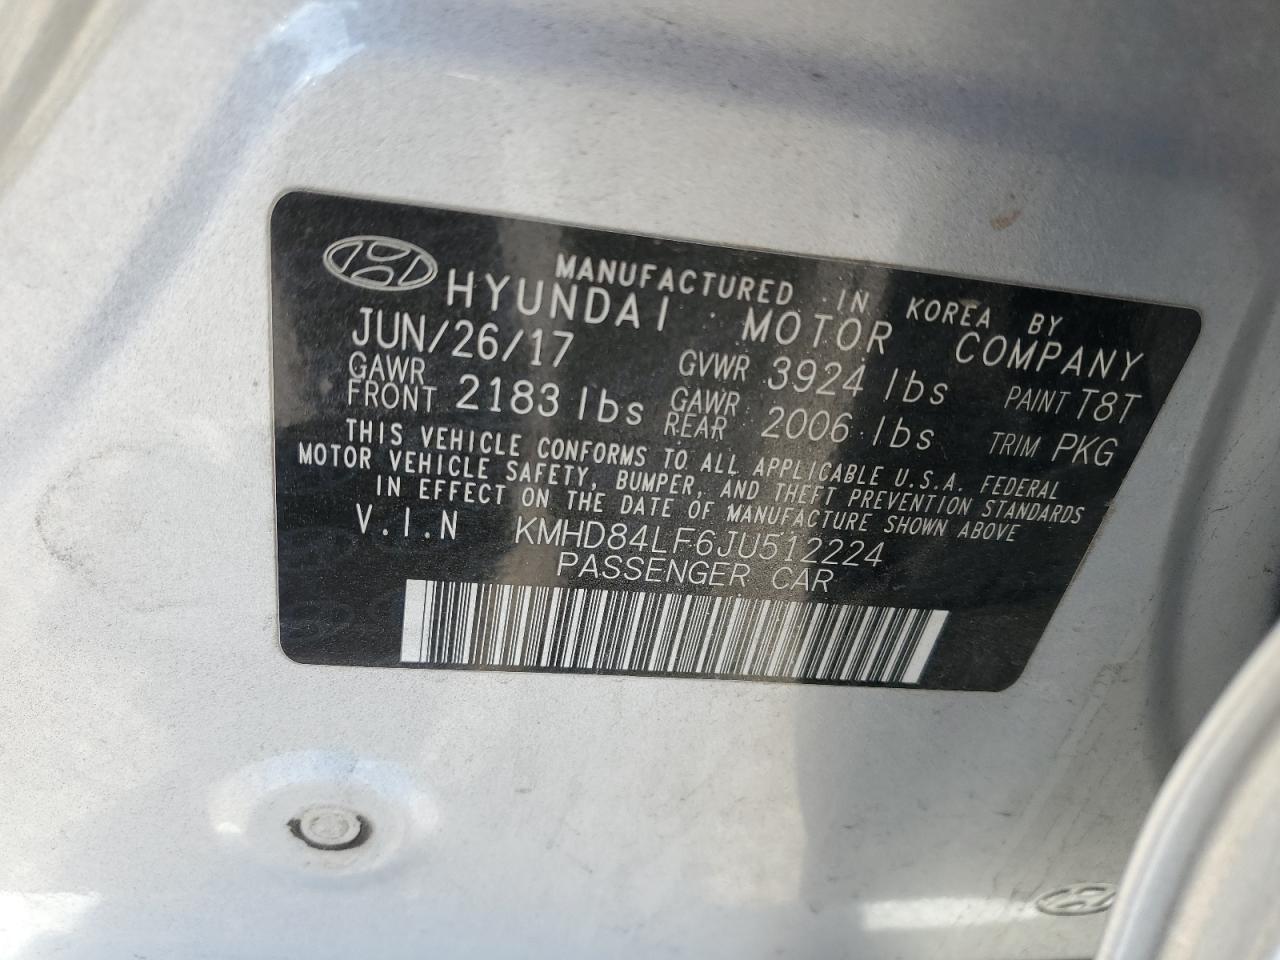 MANUFACTURED IN KOREA BY
HYUNDAI MOTOR COMPANY
JUN/26/17 GVWR 3924 lbs PAINT T8T
GAWR FRONT 2183 lbs GAWR REAR 2006 lbs TRIM PKG
THIS VEHICLE CONFORMS TO ALL APPLICABLE U.S.A. FEDERAL
MOTOR VEHICLE SAFETY, BUMPER, AND THEFT PREVENTION STANDARDS
IN EFFECT ON THE DATE OF MANUFACTURE SHOWN ABOVE
V.I.N KMHD84LF6JU512224
PASSENGER CAR